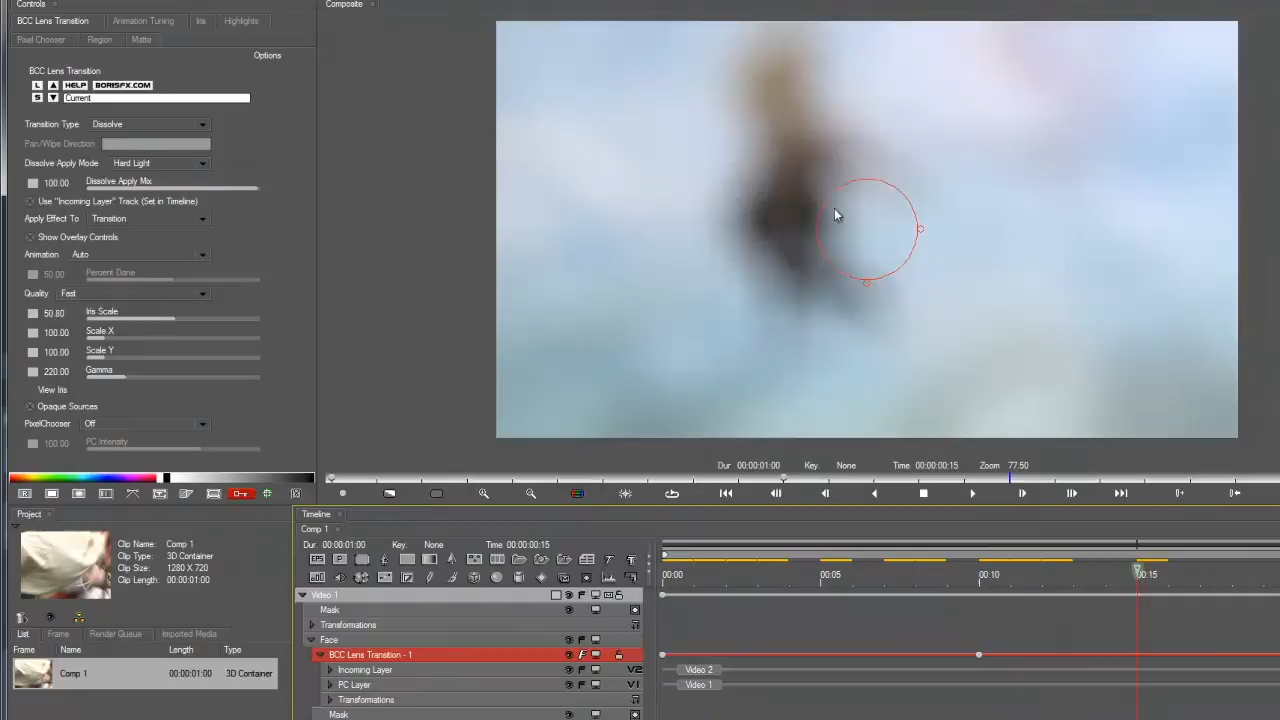 Controls
BCC Lens Transition Animation Tuning Iris Highlights
Pixel Chooser Region Matte
Options
BCC Lens Transition
L HELP BORISFX.COM
S Current
Transition Type Dissolve
Pan/Wipe Direction
Dissolve Apply Mode Hard Light
100.00 Dissolve Apply Mix
Use "Incoming Layer" Track (Set in Timeline)
Apply Effect To Transition
Show Overlay Controls
Animation Auto
50.00 Percent Done
Quality Fast
50.80 Iris Scale
100.00 Scale X
100.00 Scale Y
220.00 Gamma
View Iris
Opaque Sources
PixelChooser Off
100.00 PC Intensity
Composite
Dur 00:00:01:00 Key. None Time 00:00:00:15 Zoom 77.50
Project
Clip Name: Comp 1
Clip Type: 3D Container
Clip Size: 1280 X 720
Clip Length: 00:00:01:00
List Frame Render Queue Imported Media
Frame Name Length Type
Comp 1 00:00:01:00 3D Container
Timeline
Comp 1
Dur. 00:00:01:00 Key: None Time: 00:00:00:15
EPS P T
00:00 00:05 00:10 00:15
Video 1
Mask
Transformations
Face
BCC Lens Transition - 1
Incoming Layer V2 Video 2
PC Layer V1 Video 1
Transformations
Mask